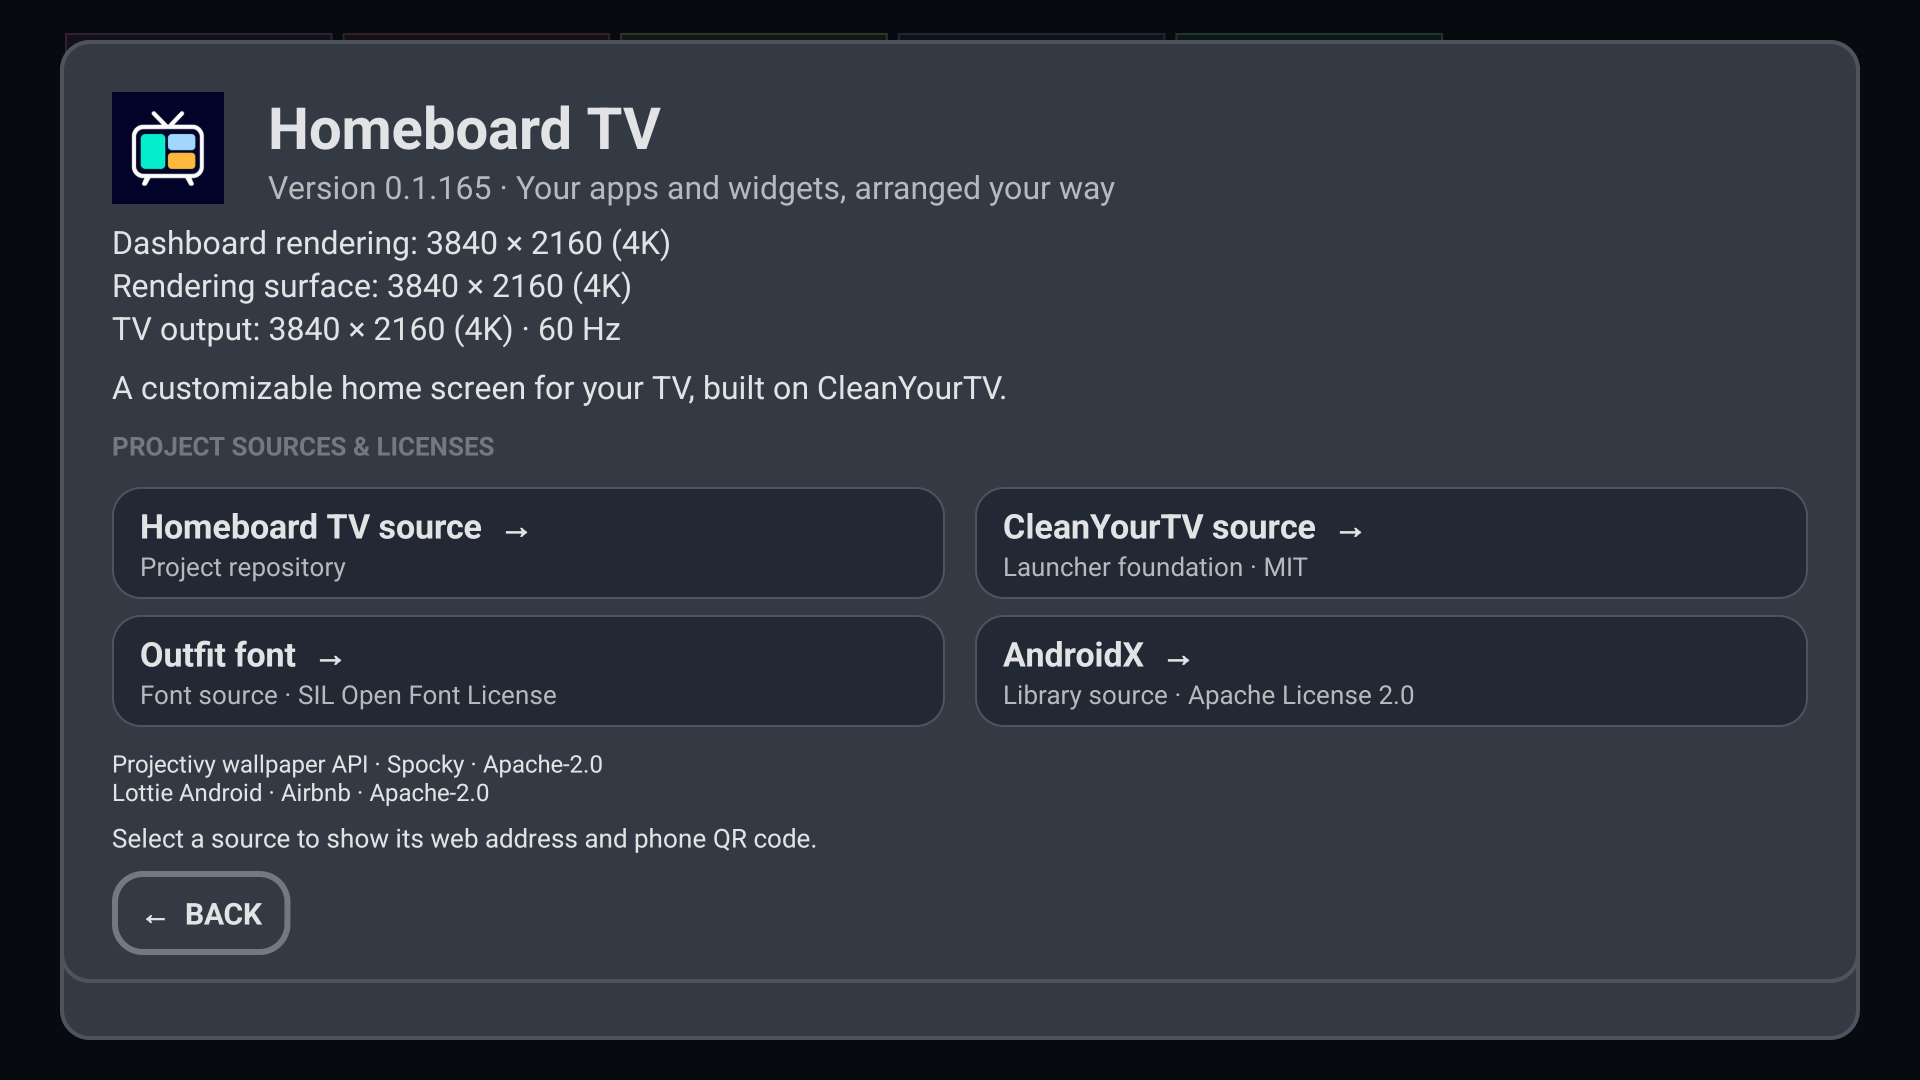 Homeboard TV
Version 0.1.165 · Your apps and widgets, arranged your way
Dashboard rendering: 3840 × 2160 (4K)
Rendering surface: 3840 × 2160 (4K)
TV output: 3840 × 2160 (4K) · 60 Hz
A customizable home screen for your TV, built on CleanYourTV.
PROJECT SOURCES & LICENSES
Homeboard TV source →
Project repository
CleanYourTV source →
Launcher foundation · MIT
Outfit font →
Font source · SIL Open Font License
AndroidX →
Library source · Apache License 2.0
Projectivy wallpaper API · Spocky · Apache-2.0
Lottie Android · Airbnb · Apache-2.0
Select a source to show its web address and phone QR code.
← BACK